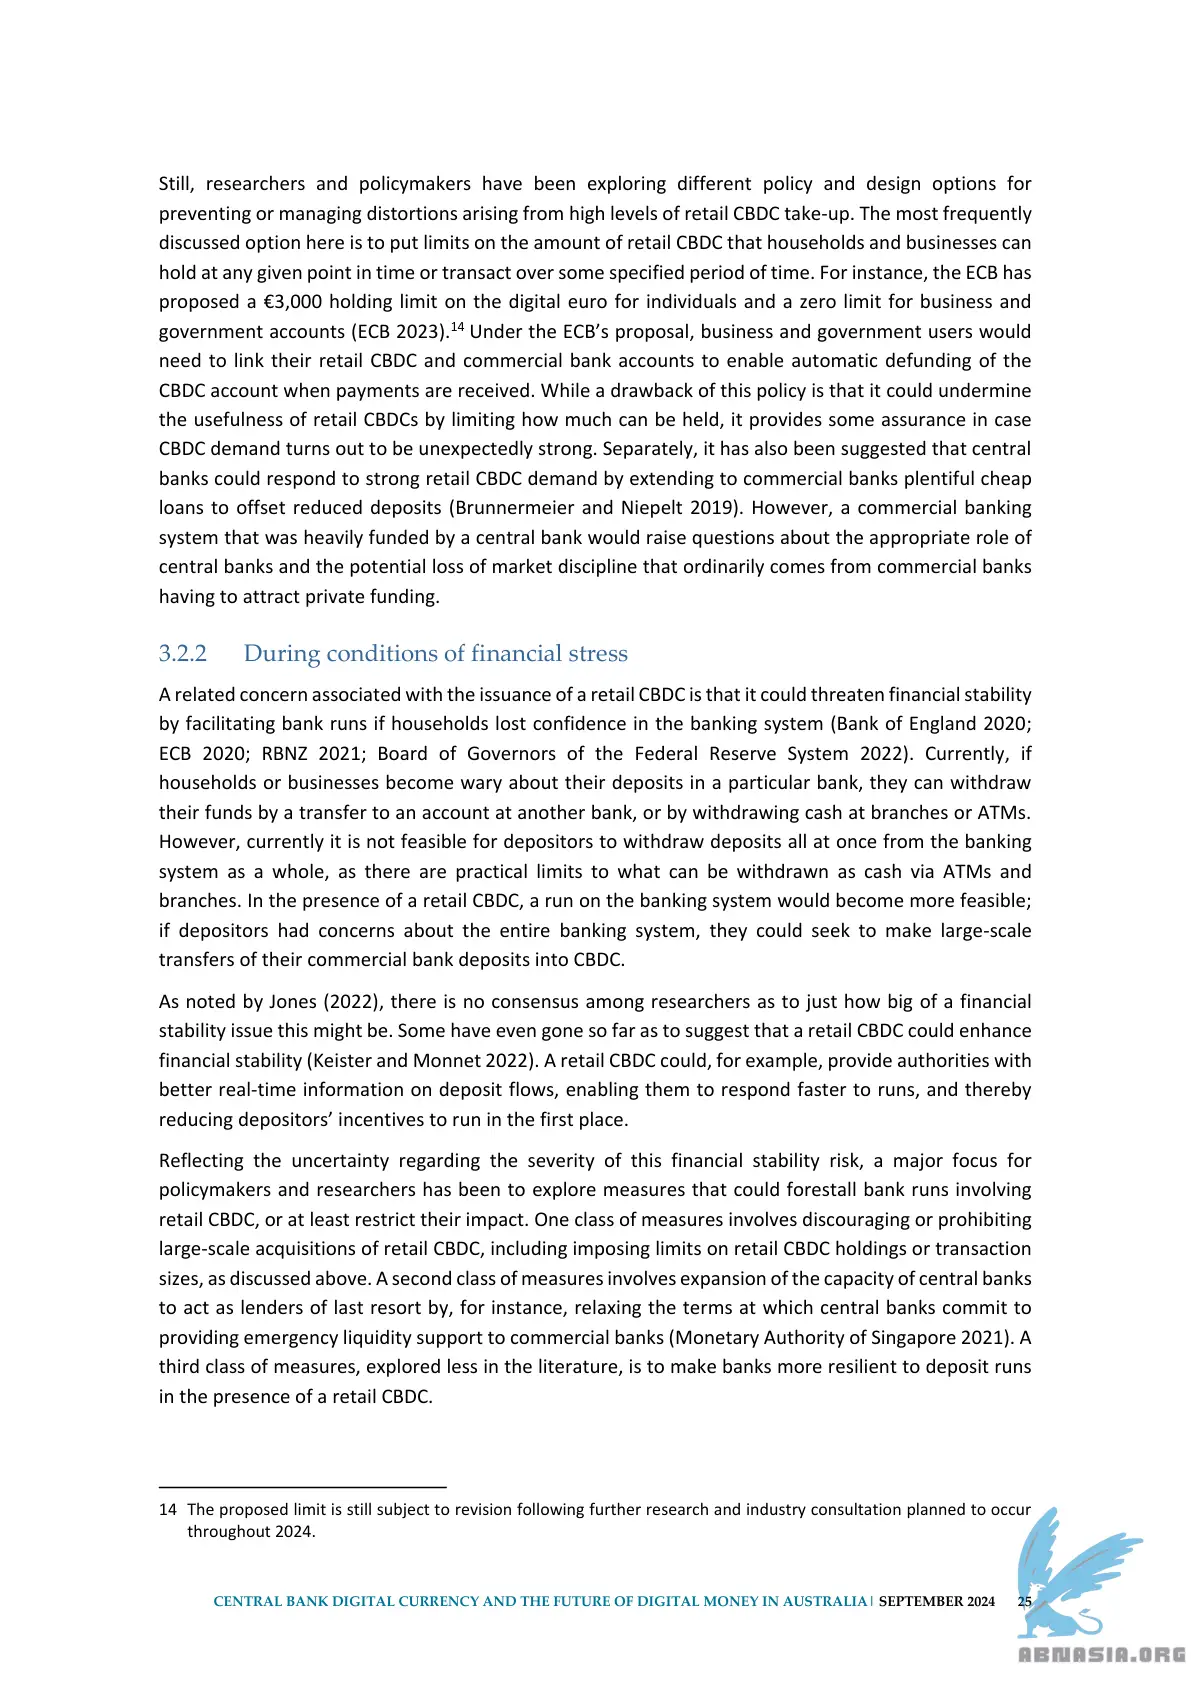 Still, researchers and policymakers have been exploring different policy and design options for
preventing or managing distortions arising from high levels of retail CBDC take-up. The most frequently
discussed option here is to put limits on the amount of retail CBDC that households and businesses can
hold at any given point in time or transact over some specified period of time. For instance, the ECB has
proposed a €3,000 holding limit on the digital euro for individuals and a zero limit for business and
government accounts (ECB 2023).14 Under the ECB’s proposal, business and government users would
need to link their retail CBDC and commercial bank accounts to enable automatic defunding of the
CBDC account when payments are received. While a drawback of this policy is that it could undermine
the usefulness of retail CBDCs by limiting how much can be held, it provides some assurance in case
CBDC demand turns out to be unexpectedly strong. Separately, it has also been suggested that central
banks could respond to strong retail CBDC demand by extending to commercial banks plentiful cheap
loans to offset reduced deposits (Brunnermeier and Niepelt 2019). However, a commercial banking
system that was heavily funded by a central bank would raise questions about the appropriate role of
central banks and the potential loss of market discipline that ordinarily comes from commercial banks
having to attract private funding.
3.2.2 During conditions of financial stress
A related concern associated with the issuance of a retail CBDC is that it could threaten financial stability
by facilitating bank runs if households lost confidence in the banking system (Bank of England 2020;
ECB 2020; RBNZ 2021; Board of Governors of the Federal Reserve System 2022). Currently, if
households or businesses become wary about their deposits in a particular bank, they can withdraw
their funds by a transfer to an account at another bank, or by withdrawing cash at branches or ATMs.
However, currently it is not feasible for depositors to withdraw deposits all at once from the banking
system as a whole, as there are practical limits to what can be withdrawn as cash via ATMs and
branches. In the presence of a retail CBDC, a run on the banking system would become more feasible;
if depositors had concerns about the entire banking system, they could seek to make large-scale
transfers of their commercial bank deposits into CBDC.
As noted by Jones (2022), there is no consensus among researchers as to just how big of a financial
stability issue this might be. Some have even gone so far as to suggest that a retail CBDC could enhance
financial stability (Keister and Monnet 2022). A retail CBDC could, for example, provide authorities with
better real-time information on deposit flows, enabling them to respond faster to runs, and thereby
reducing depositors’ incentives to run in the first place.
Reflecting the uncertainty regarding the severity of this financial stability risk, a major focus for
policymakers and researchers has been to explore measures that could forestall bank runs involving
retail CBDC, or at least restrict their impact. One class of measures involves discouraging or prohibiting
large-scale acquisitions of retail CBDC, including imposing limits on retail CBDC holdings or transaction
sizes, as discussed above. A second class of measures involves expansion of the capacity of central banks
to act as lenders of last resort by, for instance, relaxing the terms at which central banks commit to
providing emergency liquidity support to commercial banks (Monetary Authority of Singapore 2021). A
third class of measures, explored less in the literature, is to make banks more resilient to deposit runs
in the presence of a retail CBDC.
14 The proposed limit is still subject to revision following further research and industry consultation planned to occur
throughout 2024.
CENTRAL BANK DIGITAL CURRENCY AND THE FUTURE OF DIGITAL MONEY IN AUSTRALIA| SEPTEMBER 2024 25
ABNASIA.ORG